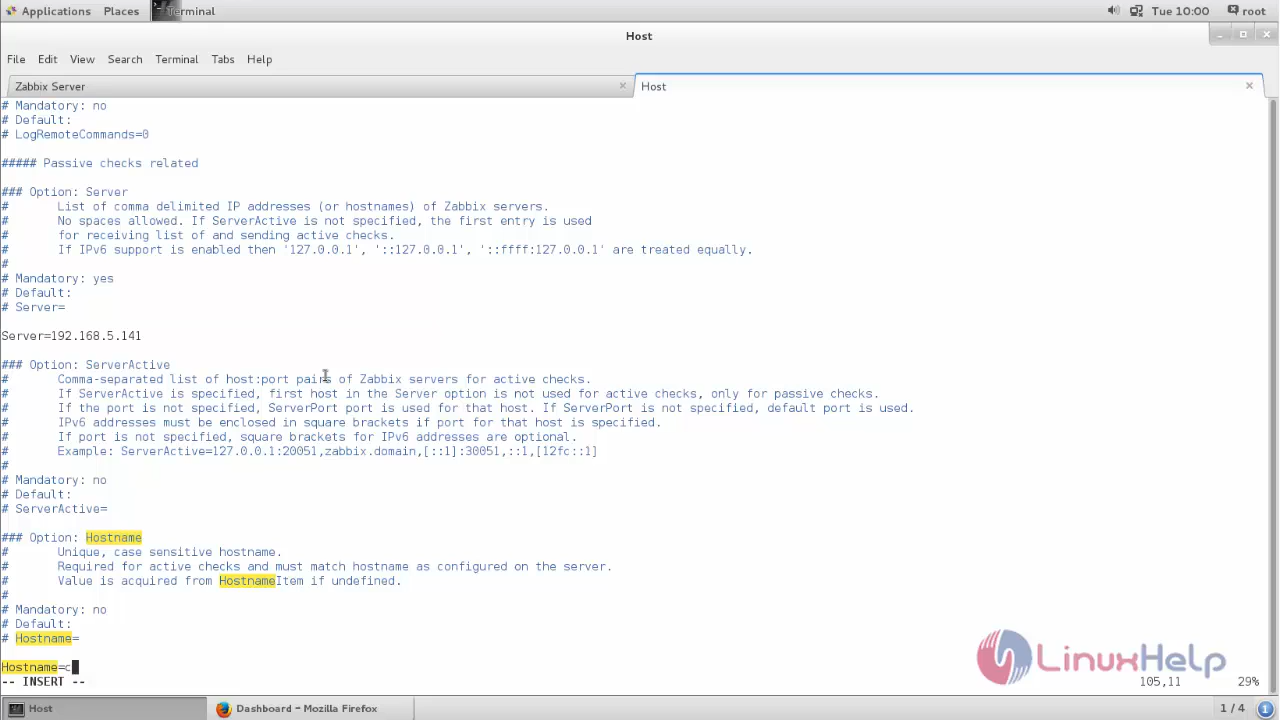 Applications Places Terminal Tue 10:00 root
Host
File Edit View Search Terminal Tabs Help
Zabbix Server × Host ×
# Mandatory: no
# Default:
# LogRemoteCommands=0
##### Passive checks related
### Option: Server
# List of comma delimited IP addresses (or hostnames) of Zabbix servers.
# No spaces allowed. If ServerActive is not specified, the first entry is used
# for receiving list of and sending active checks.
# If IPv6 support is enabled then '127.0.0.1', '::127.0.0.1', '::ffff:127.0.0.1' are treated equally.
#
# Mandatory: yes
# Default:
# Server=
Server=192.168.5.141
### Option: ServerActive
# Comma-separated list of host:port pairs of Zabbix servers for active checks.
# If ServerActive is specified, first host in the Server option is not used for active checks, only for passive checks.
# If the port is not specified, ServerPort port is used for that host. If ServerPort is not specified, default port is used.
# IPv6 addresses must be enclosed in square brackets if port for that host is specified.
# If port is not specified, square brackets for IPv6 addresses are optional.
# Example: ServerActive=127.0.0.1:20051,zabbix.domain,[::1]:30051,::1,[12fc::1]
#
# Mandatory: no
# Default:
# ServerActive=
### Option: Hostname
# Unique, case sensitive hostname.
# Required for active checks and must match hostname as configured on the server.
# Value is acquired from HostnameItem if undefined.
#
# Mandatory: no
# Default:
# Hostname=
Hostname=c
LinuxHelp
-- INSERT -- 105,11 29%
Host Dashboard - Mozilla Firefox 1 / 4 1